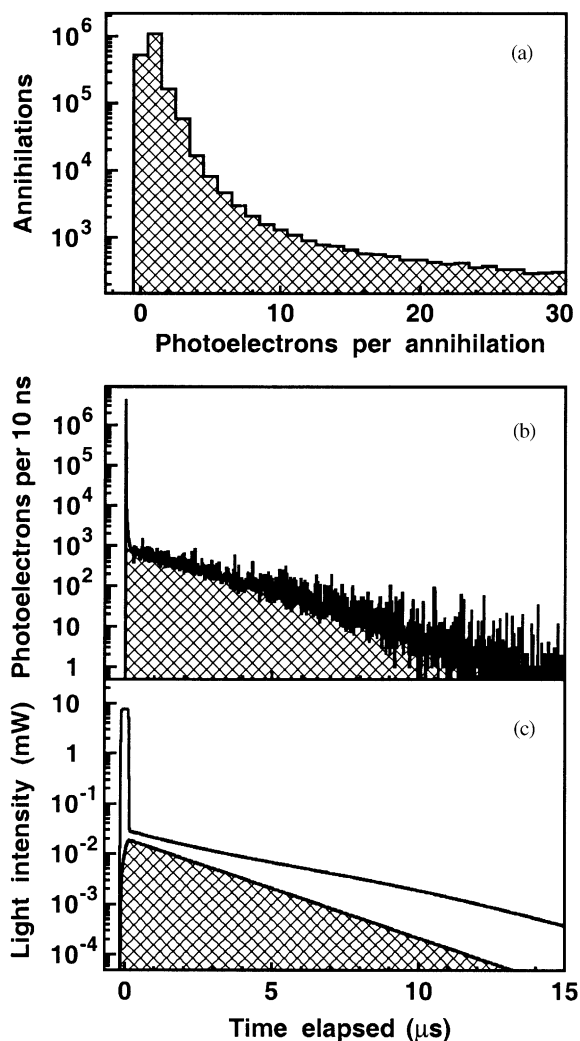 (a)
Annihilations
10^6
10^5
10^4
10^3
0 10 20 30
Photoelectrons per annihilation
(b)
Photoelectrons per 10 ns
10^6
10^5
10^4
10^3
10^2
10
1
(c)
Light intensity (mW)
10
1
10^-1
10^-2
10^-3
10^-4
0 5 10 15
Time elapsed (μs)